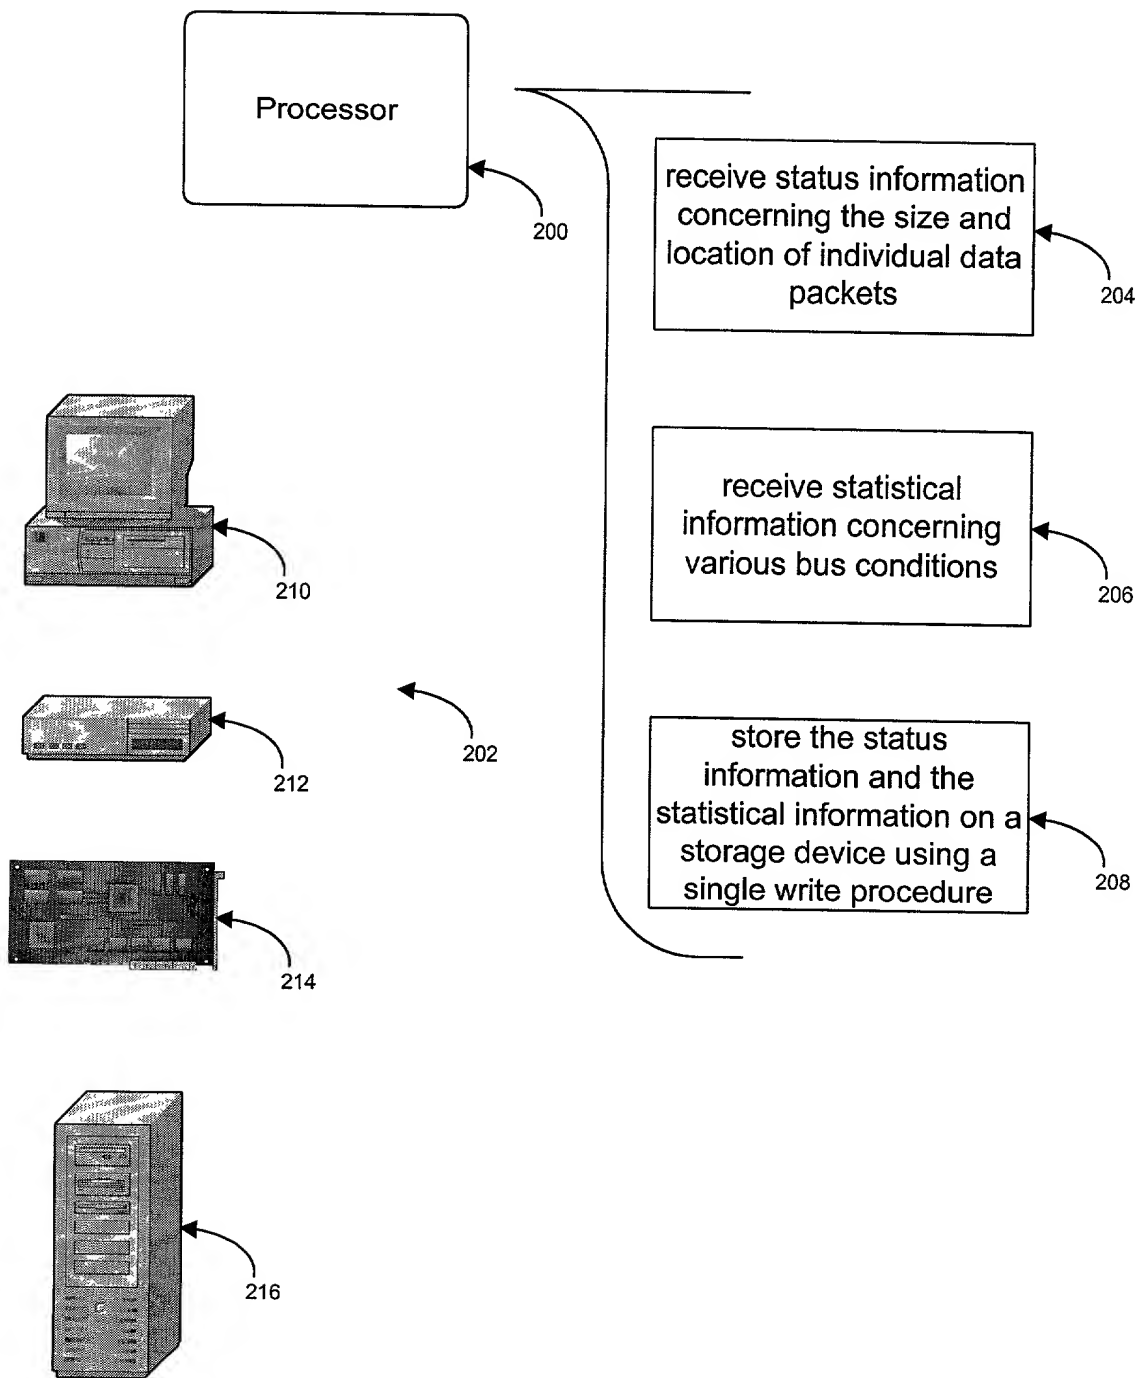 Processor
200
receive status information
concerning the size and
location of individual data
packets
204
receive statistical
information concerning
various bus conditions
206
210
202
212
store the status
information and the
statistical information on a
storage device using a
single write procedure
208
214
216